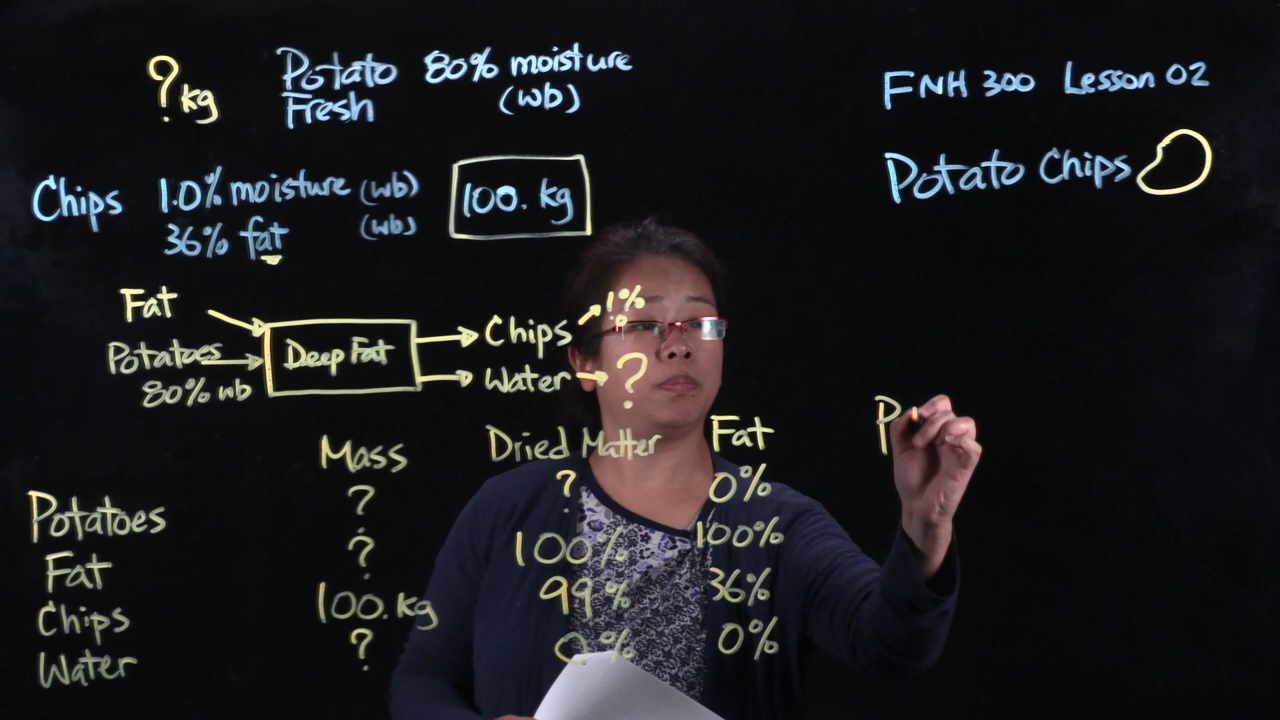 ? kg Potato 80% moisture
Fresh (wb)
FNH 300 Lesson 02
Potato Chips
Chips 1.0% moisture (wb)
36% fat (wb)
100. kg
Fat
Potatoes
80% wb
Deep Fat
Chips 1%
Water ?
Mass Dried Matter Fat
Potatoes ? ? 0%
Fat ? 100% 100%
Chips 100. kg 99% 36%
Water ? 0% 0%
P